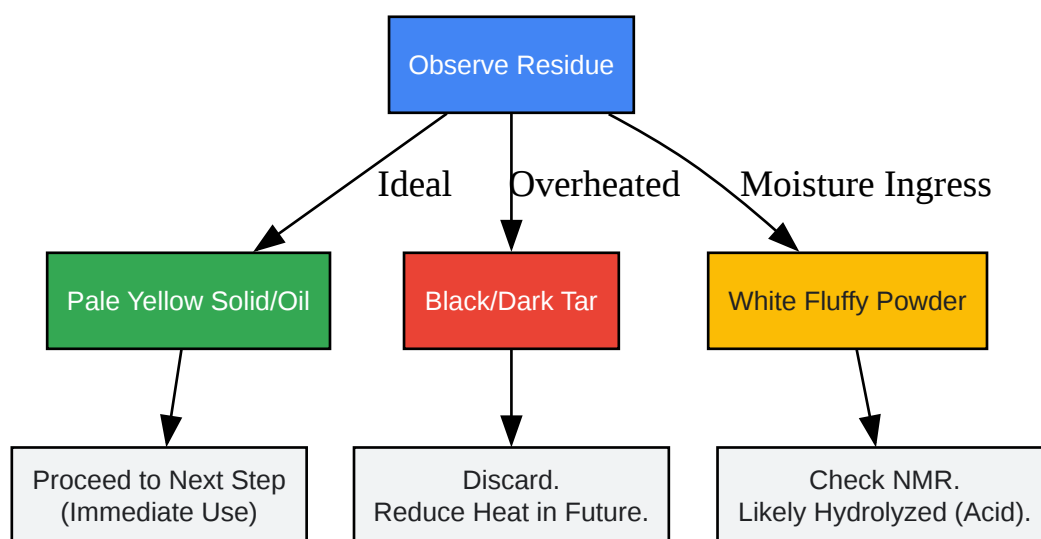 Observe Residue
Ideal
Overheated
Moisture Ingress
Pale Yellow Solid/Oil
Black/Dark Tar
White Fluffy Powder
Proceed to Next Step
(Immediate Use)
Discard.
Reduce Heat in Future.
Check NMR.
Likely Hydrolyzed (Acid).